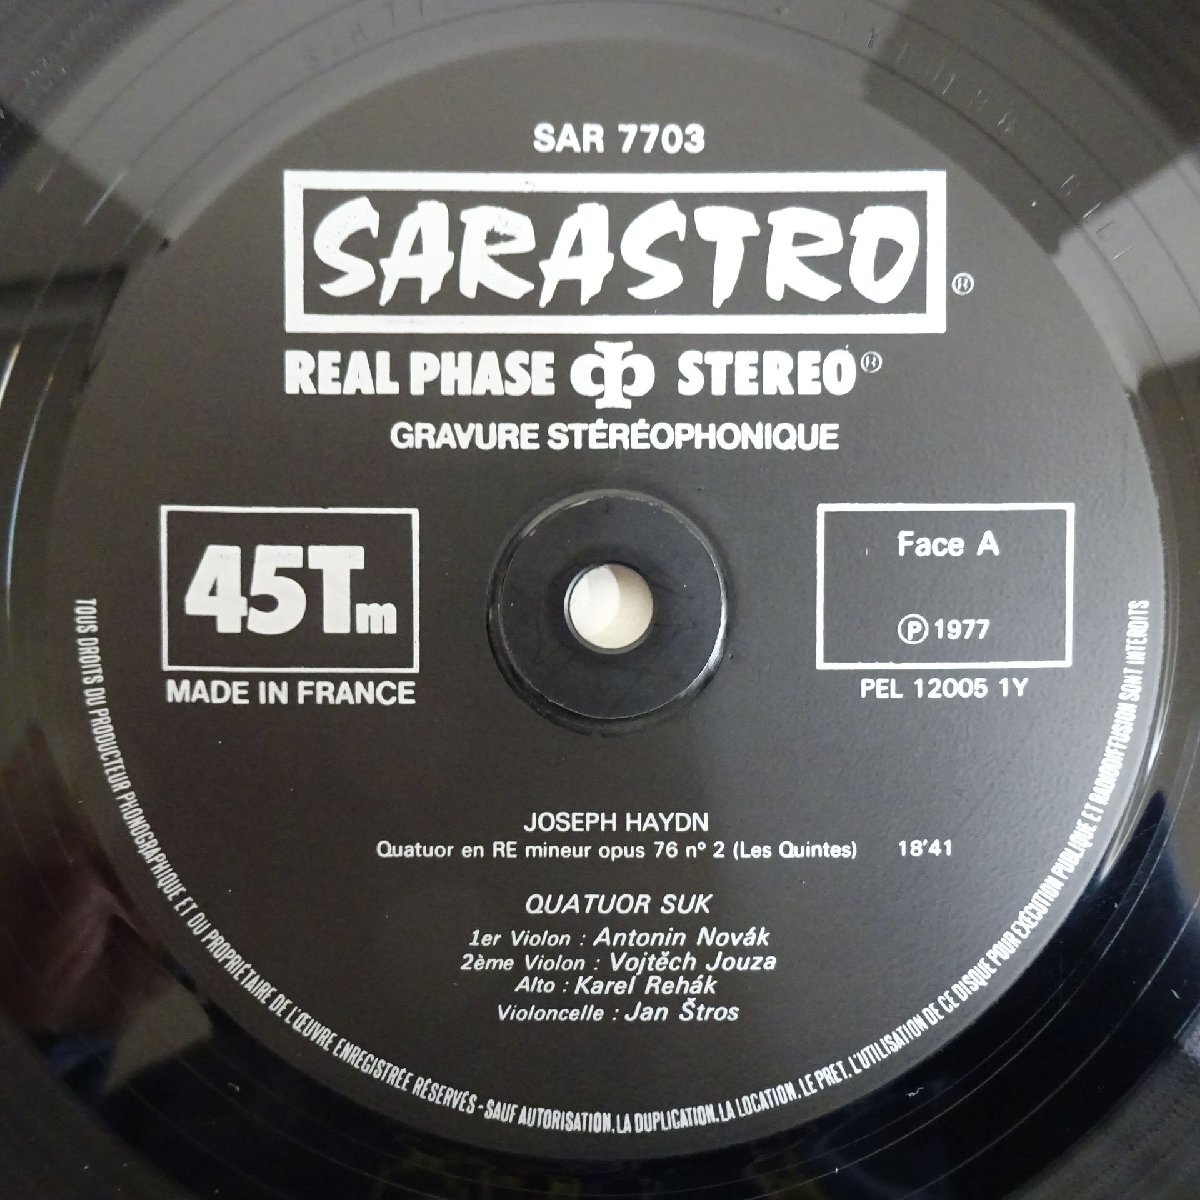 SAR 7703
SARASTRO ®
REAL PHASE STEREO ®
GRAVURE STÉRÉOPHONIQUE
45Tm
MADE IN FRANCE
Face A
℗ 1977
PEL 12005 1Y
JOSEPH HAYDN
Quatuor en RE mineur opus 76 nº 2 (Les Quintes) 18'41
QUATUOR SUK
1er Violon : Antonin Novák
2ème Violon : Vojtěch Jouza
Alto : Karel Rehák
Violoncelle : Jan Štros
TOUS DROITS DU PRODUCTEUR PHONOGRAPHIQUE ET DU PROPRIÉTAIRE DE L'ŒUVRE ENREGISTRÉE RÉSERVÉS - SAUF AUTORISATION, LA DUPLICATION, LA LOCATION, LE PRET, L'UTILISATION DE CE DISQUE POUR EXECUTION PUBLIQUE ET RADIODIFFUSION SONT INTERDITS